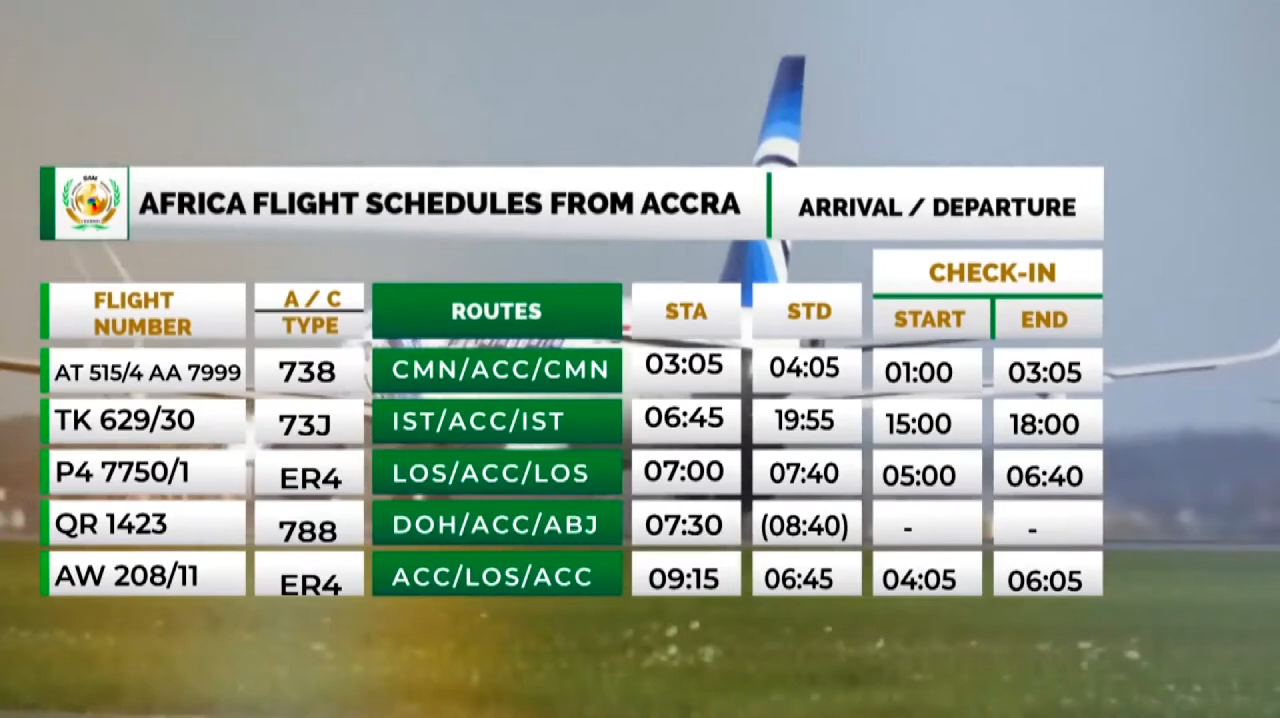 AFRICA FLIGHT SCHEDULES FROM ACCRA ARRIVAL / DEPARTURE
CHECK-IN
FLIGHT NUMBER A / C TYPE ROUTES STA STD START END
AT 515/4 AA 7999 738 CMN/ACC/CMN 03:05 04:05 01:00 03:05
TK 629/30 73J IST/ACC/IST 06:45 19:55 15:00 18:00
P4 7750/1 ER4 LOS/ACC/LOS 07:00 07:40 05:00 06:40
QR 1423 788 DOH/ACC/ABJ 07:30 (08:40) - -
AW 208/11 ER4 ACC/LOS/ACC 09:15 06:45 04:05 06:05